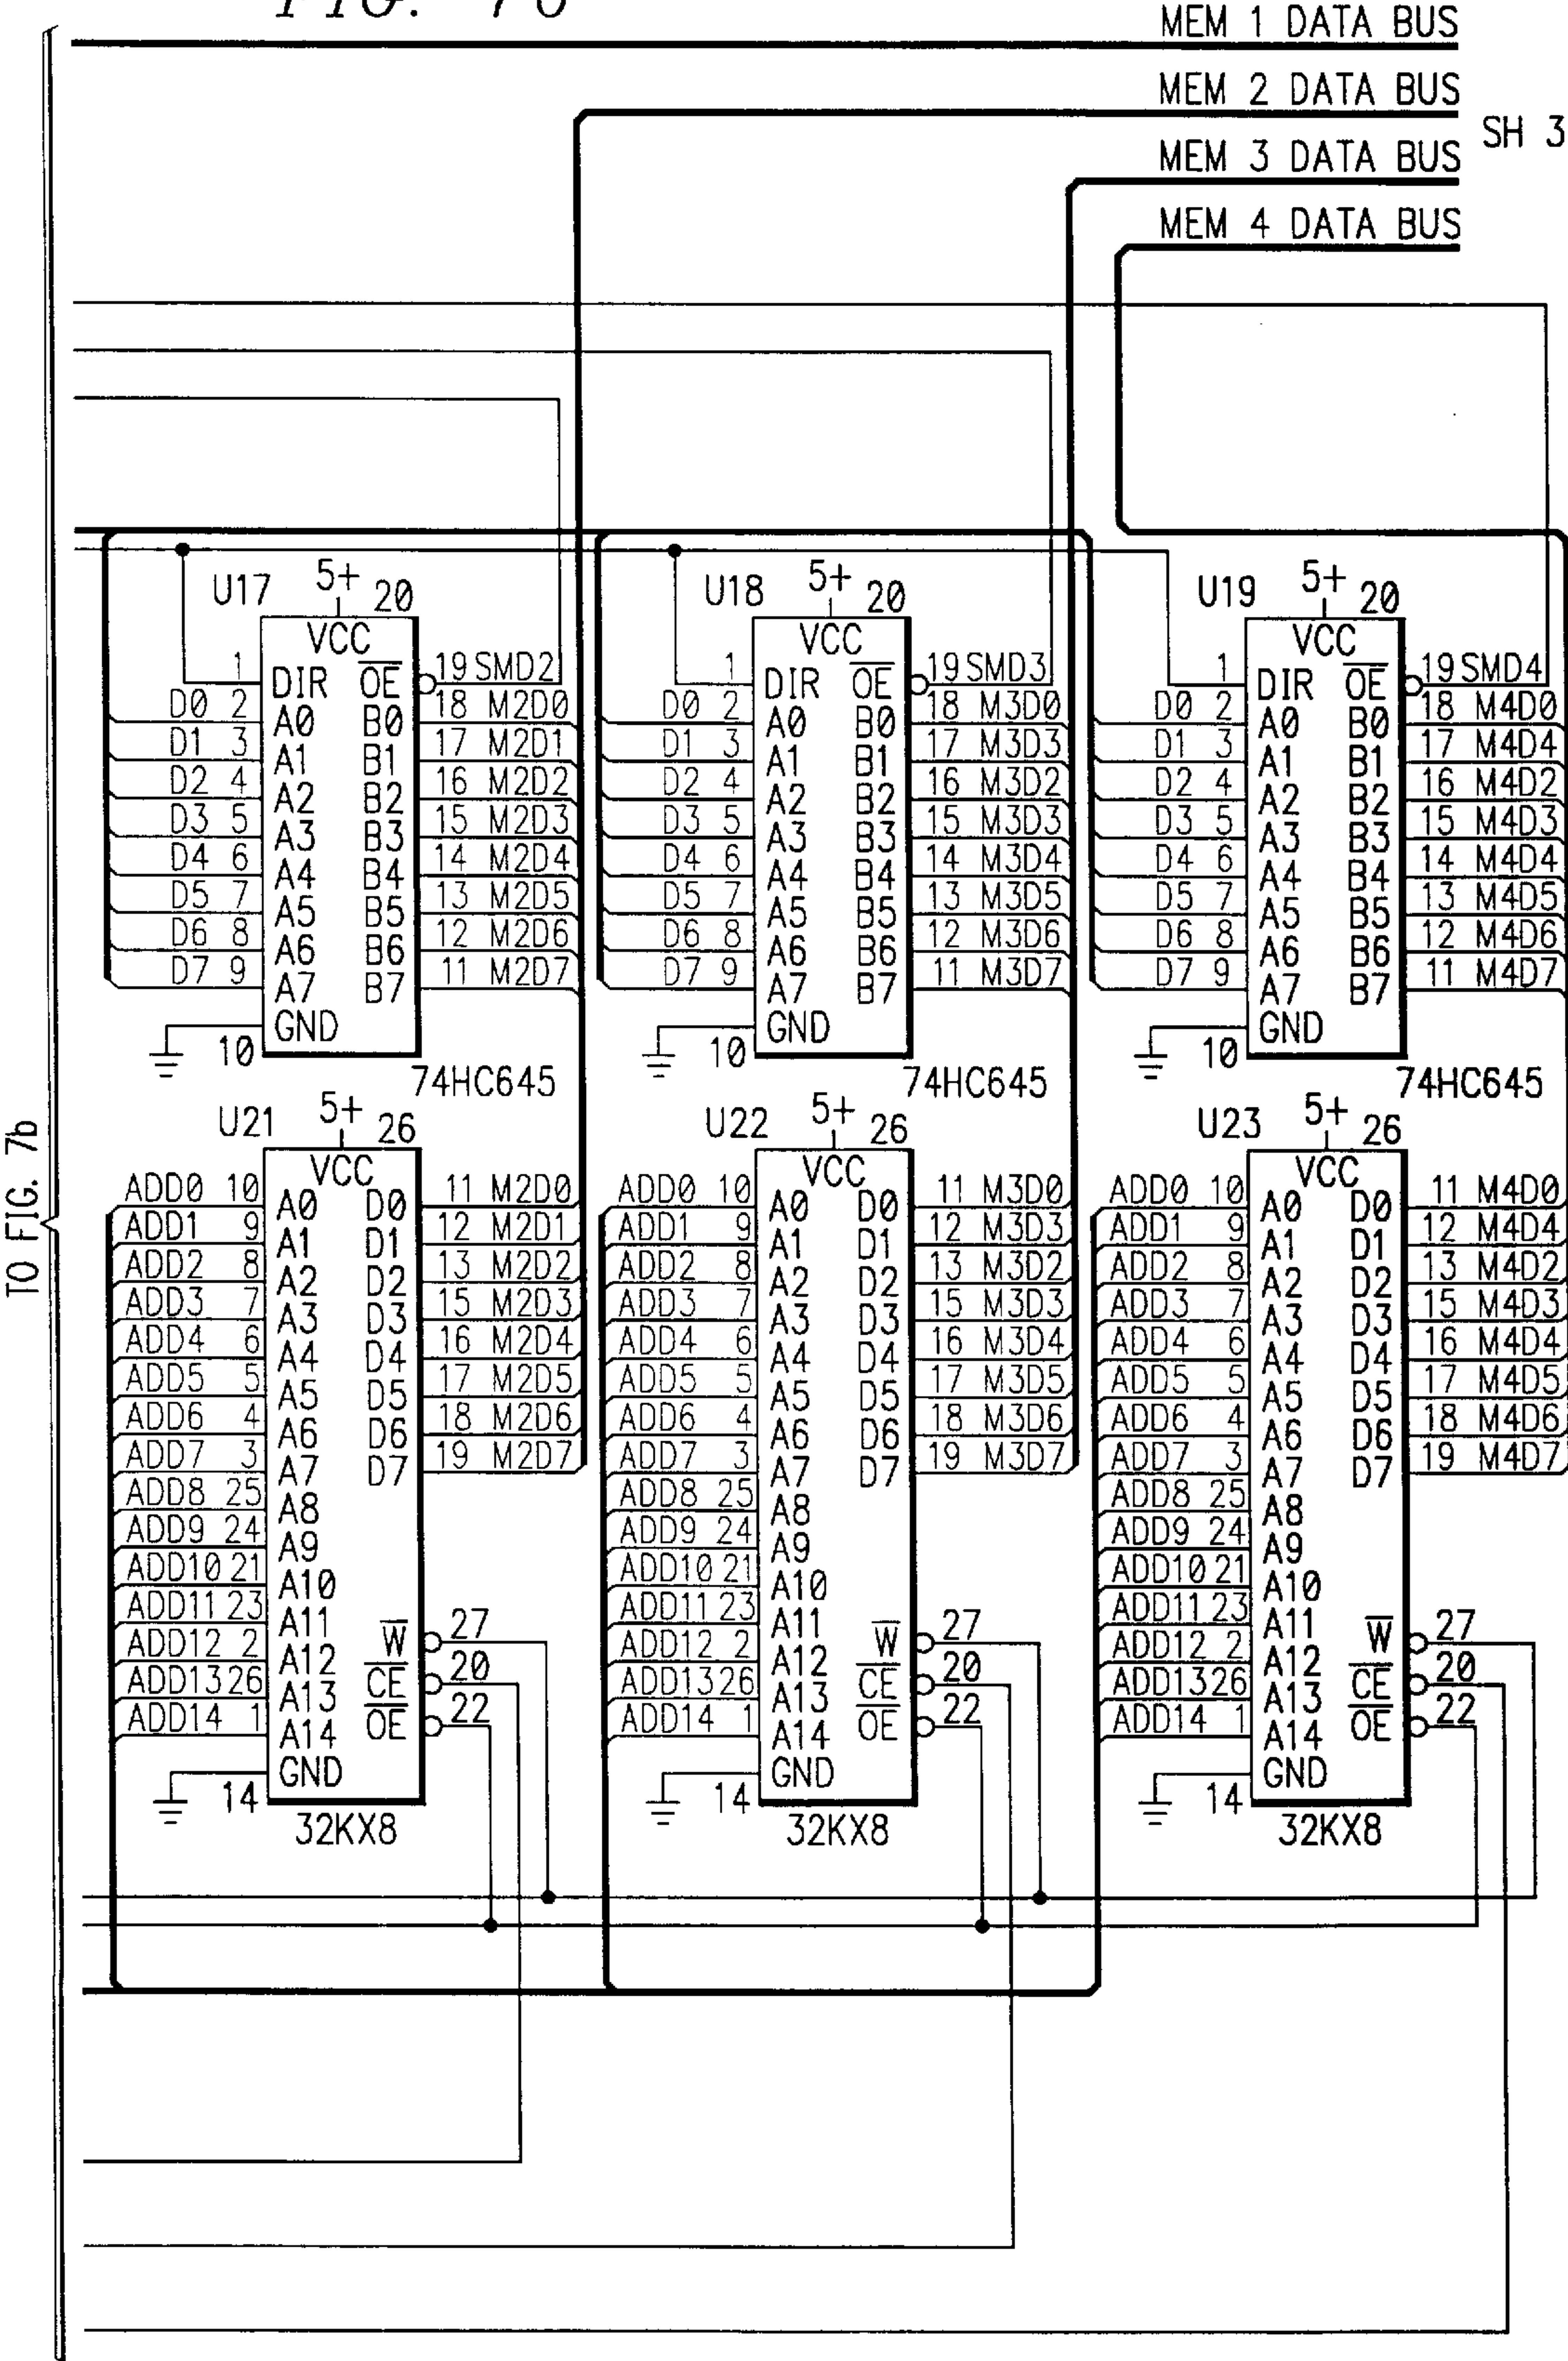 FIG. 7c
MEM 1 DATA BUS
MEM 2 DATA BUS
SH 3
MEM 3 DATA BUS
MEM 4 DATA BUS
TO FIG. 7b
U17 5+ 20
VCC
1 DIR OE 19 SMD2
D0 2 A0 B0 18 M2D0
D1 3 A1 B1 17 M2D1
D2 4 A2 B2 16 M2D2
D3 5 A3 B3 15 M2D3
D4 6 A4 B4 14 M2D4
D5 7 A5 B5 13 M2D5
D6 8 A6 B6 12 M2D6
D7 9 A7 B7 11 M2D7
GND
10
74HC645
U18 5+ 20
VCC
1 DIR OE 19 SMD3
D0 2 A0 B0 18 M3D0
D1 3 A1 B1 17 M3D3
D2 4 A2 B2 16 M3D2
D3 5 A3 B3 15 M3D3
D4 6 A4 B4 14 M3D4
D5 7 A5 B5 13 M3D5
D6 8 A6 B6 12 M3D6
D7 9 A7 B7 11 M3D7
GND
10
74HC645
U19 5+ 20
VCC
1 DIR OE 19 SMD4
D0 2 A0 B0 18 M4D0
D1 3 A1 B1 17 M4D4
D2 4 A2 B2 16 M4D2
D3 5 A3 B3 15 M4D3
D4 6 A4 B4 14 M4D4
D5 7 A5 B5 13 M4D5
D6 8 A6 B6 12 M4D6
D7 9 A7 B7 11 M4D7
GND
10
74HC645
U21 5+ 26
VCC
ADD0 10 A0 D0 11 M2D0
ADD1 9 A1 D1 12 M2D1
ADD2 8 A2 D2 13 M2D2
ADD3 7 A3 D3 15 M2D3
ADD4 6 A4 D4 16 M2D4
ADD5 5 A5 D5 17 M2D5
ADD6 4 A6 D6 18 M2D6
ADD7 3 A7 D7 19 M2D7
ADD8 25 A8
ADD9 24 A9
ADD10 21 A10
ADD11 23 A11 W 27
ADD12 2 A12 CE 20
ADD13 26 A13 OE 22
ADD14 1 A14
GND
14
32KX8
U22 5+ 26
VCC
ADD0 10 A0 D0 11 M3D0
ADD1 9 A1 D1 12 M3D3
ADD2 8 A2 D2 13 M3D2
ADD3 7 A3 D3 15 M3D3
ADD4 6 A4 D4 16 M3D4
ADD5 5 A5 D5 17 M3D5
ADD6 4 A6 D6 18 M3D6
ADD7 3 A7 D7 19 M3D7
ADD8 25 A8
ADD9 24 A9
ADD10 21 A10
ADD11 23 A11 W 27
ADD12 2 A12 CE 20
ADD13 26 A13 OE 22
ADD14 1 A14
GND
14
32KX8
U23 5+ 26
VCC
ADD0 10 A0 D0 11 M4D0
ADD1 9 A1 D1 12 M4D4
ADD2 8 A2 D2 13 M4D2
ADD3 7 A3 D3 15 M4D3
ADD4 6 A4 D4 16 M4D4
ADD5 5 A5 D5 17 M4D5
ADD6 4 A6 D6 18 M4D6
ADD7 3 A7 D7 19 M4D7
ADD8 25 A8
ADD9 24 A9
ADD10 21 A10
ADD11 23 A11 W 27
ADD12 2 A12 CE 20
ADD13 26 A13 OE 22
ADD14 1 A14
GND
14
32KX8